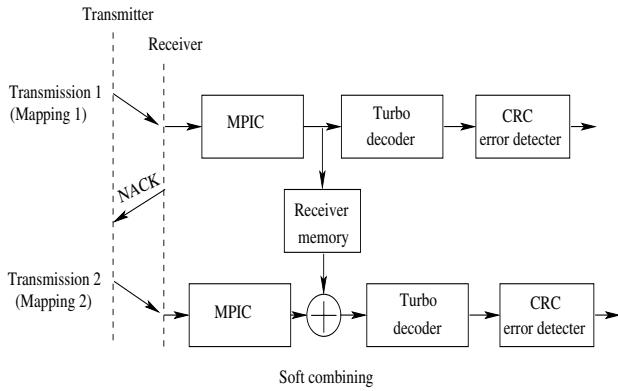 Transmitter
Receiver
Transmission 1
(Mapping 1)
MPIC
Turbo
decoder
CRC
error detecter
NACK
Receiver
memory
Transmission 2
(Mapping 2)
MPIC
Turbo
decoder
CRC
error detecter
Soft combining